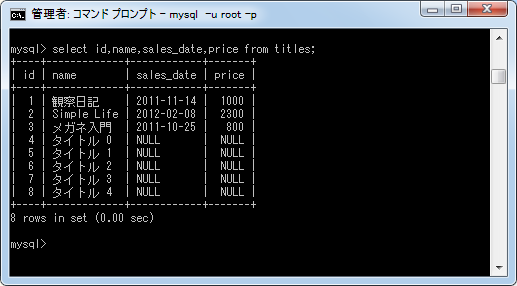 管理者: コマンド プロンプト - mysql -u root -p
mysql> select id,name,sales_date,price from titles;
+----+-------------+------------+-------+
| id | name        | sales_date | price |
+----+-------------+------------+-------+
|  1 | 観察日記    | 2011-11-14 |  1000 |
|  2 | Simple Life | 2012-02-08 |  2300 |
|  3 | メガネ入門  | 2011-10-25 |   800 |
|  4 | タイトル 0  | NULL       |  NULL |
|  5 | タイトル 1  | NULL       |  NULL |
|  6 | タイトル 2  | NULL       |  NULL |
|  7 | タイトル 3  | NULL       |  NULL |
|  8 | タイトル 4  | NULL       |  NULL |
+----+-------------+------------+-------+
8 rows in set (0.00 sec)
mysql>